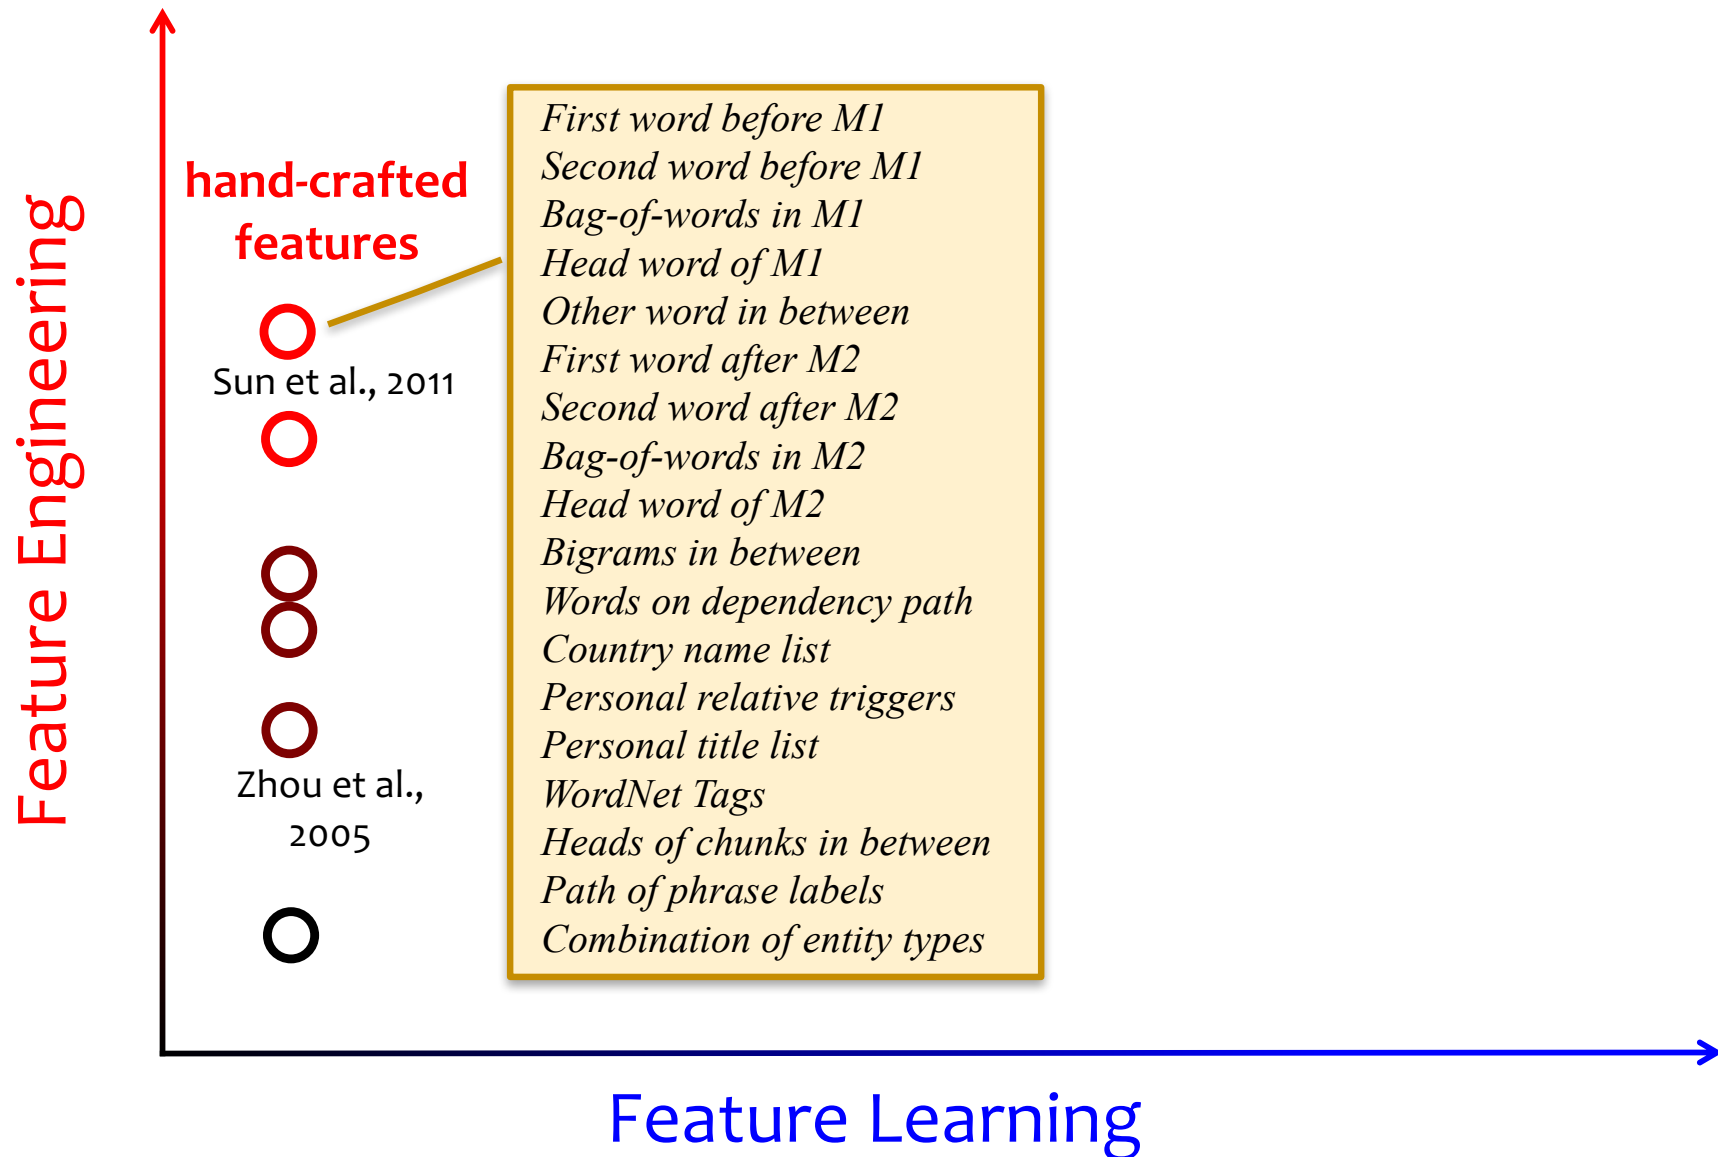 Feature Engineering
hand-crafted
features
Sun et al., 2011
Zhou et al.,
2005
First word before M1
Second word before M1
Bag-of-words in M1
Head word of M1
Other word in between
First word after M2
Second word after M2
Bag-of-words in M2
Head word of M2
Bigrams in between
Words on dependency path
Country name list
Personal relative triggers
Personal title list
WordNet Tags
Heads of chunks in between
Path of phrase labels
Combination of entity types
Feature Learning